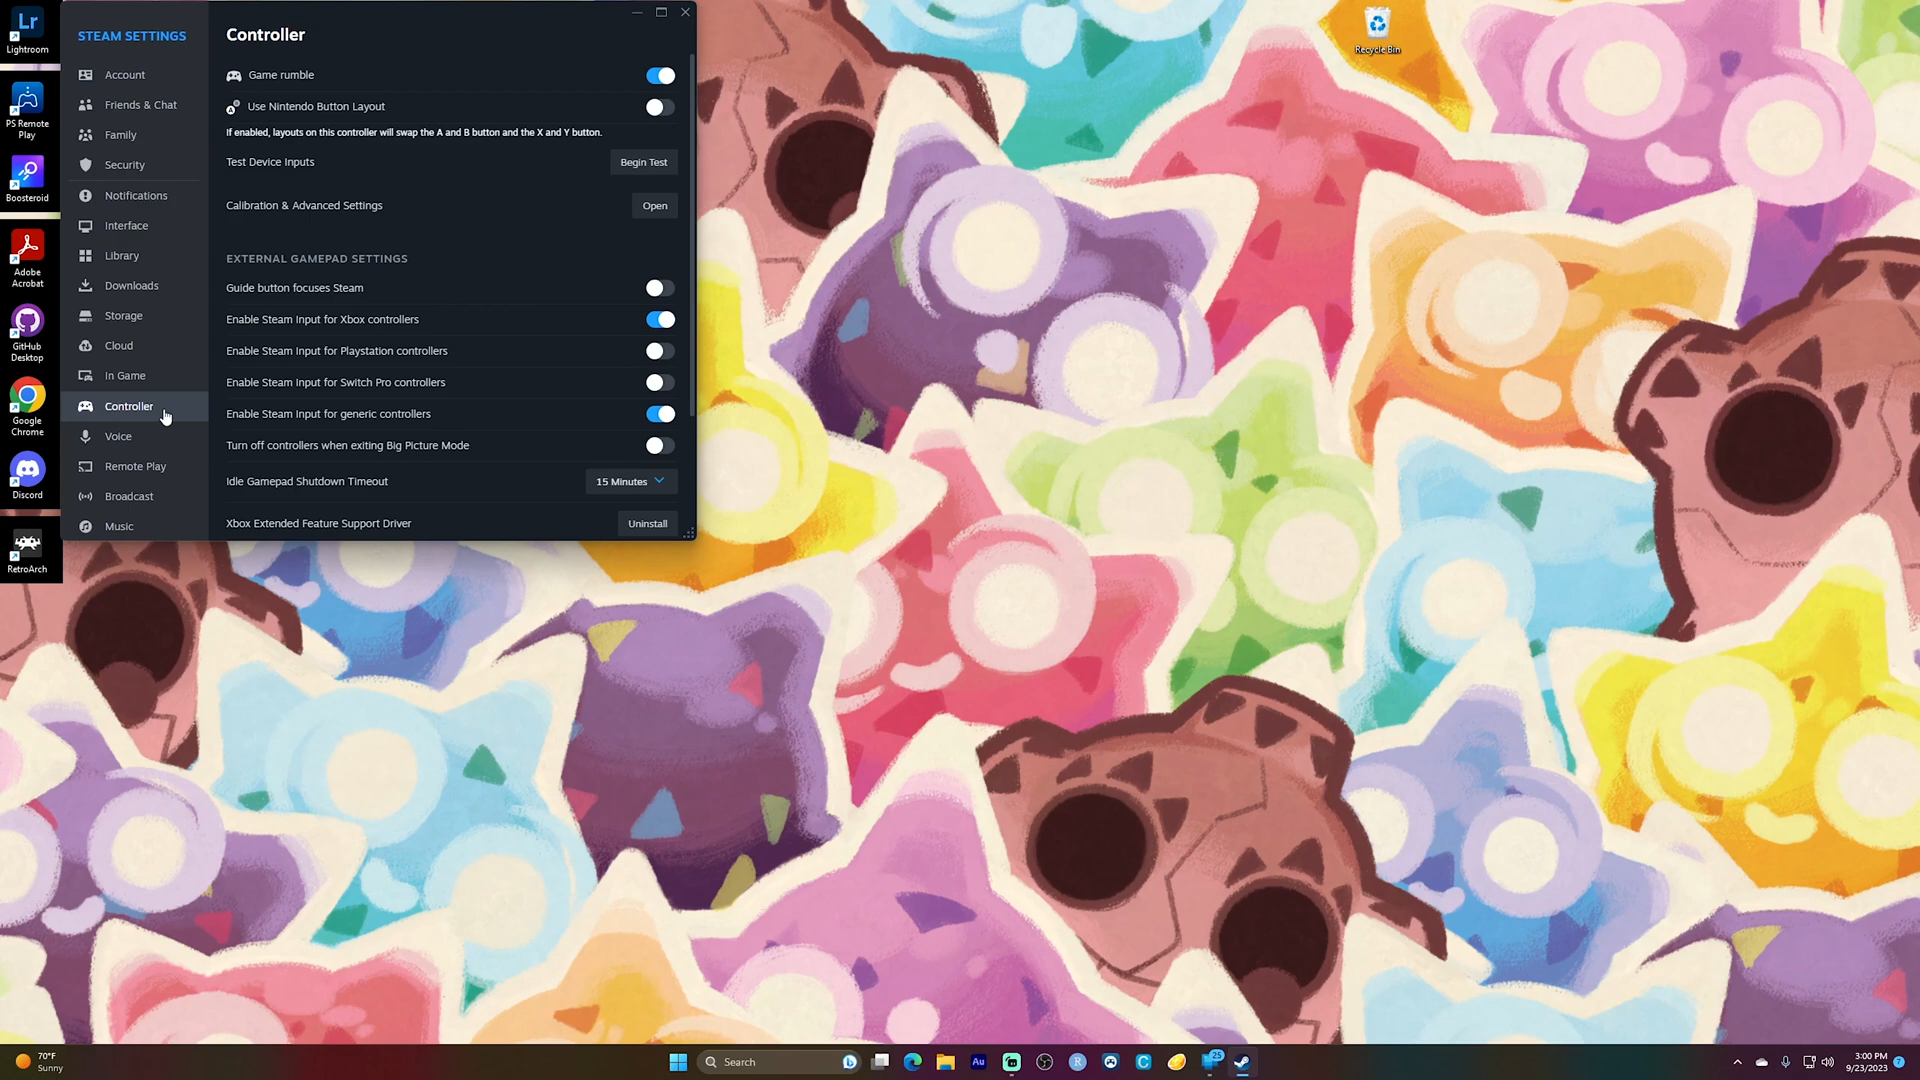 Lightroom
PS Remote
Play
Boosteroid
Adobe
Acrobat
GitHub
Desktop
Google
Chrome
Discord
RetroArch
STEAM SETTINGS
Account
Friends & Chat
Family
Security
Notifications
Interface
Library
Downloads
Storage
Cloud
In Game
Controller
Voice
Remote Play
Broadcast
Music
Controller
Game rumble
Use Nintendo Button Layout
If enabled, layouts on this controller will swap the A and B button and the X and Y button.
Test Device Inputs
Begin Test
Calibration & Advanced Settings
Open
EXTERNAL GAMEPAD SETTINGS
Guide button focuses Steam
Enable Steam Input for Xbox controllers
Enable Steam Input for Playstation controllers
Enable Steam Input for Switch Pro controllers
Enable Steam Input for generic controllers
Turn off controllers when exiting Big Picture Mode
Idle Gamepad Shutdown Timeout
15 Minutes
Xbox Extended Feature Support Driver
Uninstall
Recycle Bin
70°F
Sunny
Search
Au
25
3:00 PM
9/23/2023
7
Lr